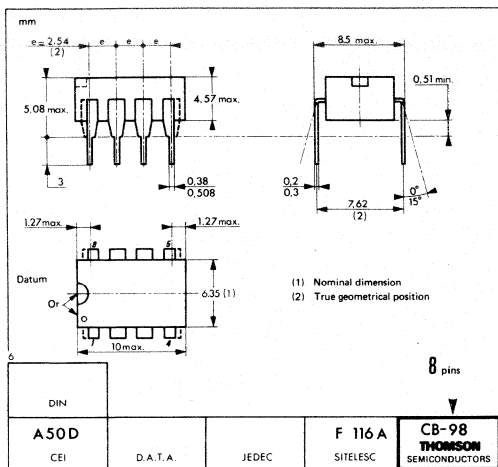 mm
e = 2.54 e e e
(2)
8.5 max.
5,08 max.
4,57 max.
0,51 min.
3
0,38
0,508
0,2
0,3
7,62
(2)
0°
15°
1.27 max.
1.27 max.
8 5
Datum
Or
6.35 (1)
1 4
10 max.
(1) Nominal dimension
(2) True geometrical position
6
8 pins
DIN
A50D
CEI
D.A.T.A.
JEDEC
F 116 A
SITELESC
CB-98
THOMSON
SEMICONDUCTORS